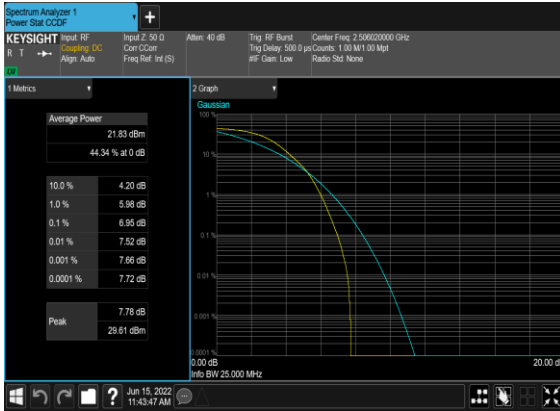 Spectrum Analyzer 1
Power Stat CCDF
+
KEYSIGHT Input: RF Input Z: 50 Ω Atten: 40 dB Trig: RF Burst Center Freq: 2.506020000 GHz
R T Coupling: DC Corr CCorr Trig Delay: 500.0 µs Counts: 1.00 M/1.00 Mpt
Align: Auto Freq Ref: Int (S) #IF Gain: Low Radio Std: None
1 Metrics
2 Graph
Average Power
21.83 dBm
44.34 % at 0 dB
10.0 % 4.20 dB
1.0 % 5.98 dB
0.1 % 6.95 dB
0.01 % 7.52 dB
0.001 % 7.66 dB
0.0001 % 7.72 dB
Peak 7.78 dB
29.61 dBm
Gaussian
100 %
10 %
1 %
0.1 %
0.01 %
0.001 %
0.0001 %
0.00 dB 20.00 d
Info BW 25.000 MHz
?
Jun 15, 2022
11:43:47 AM